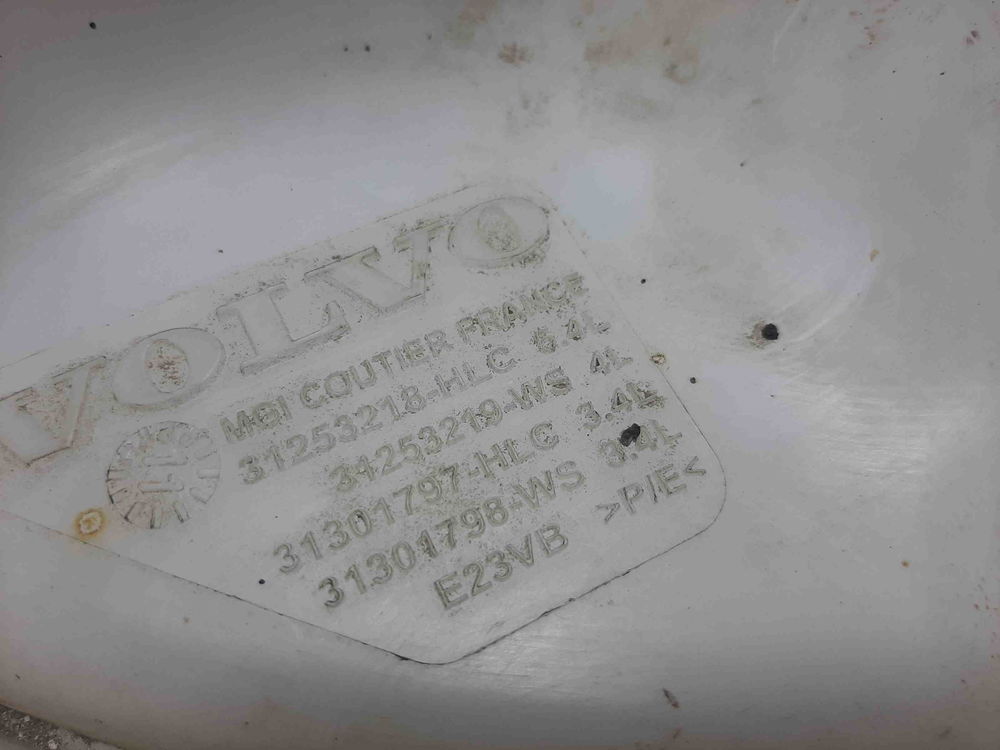 VOLVO
MGI COUTIER FRANCE
31253218-HLC 5.4L
31253219-WS 4L
31301797-HLC 3.4L
31301798-WS 3.4L
E23VB >P/E<